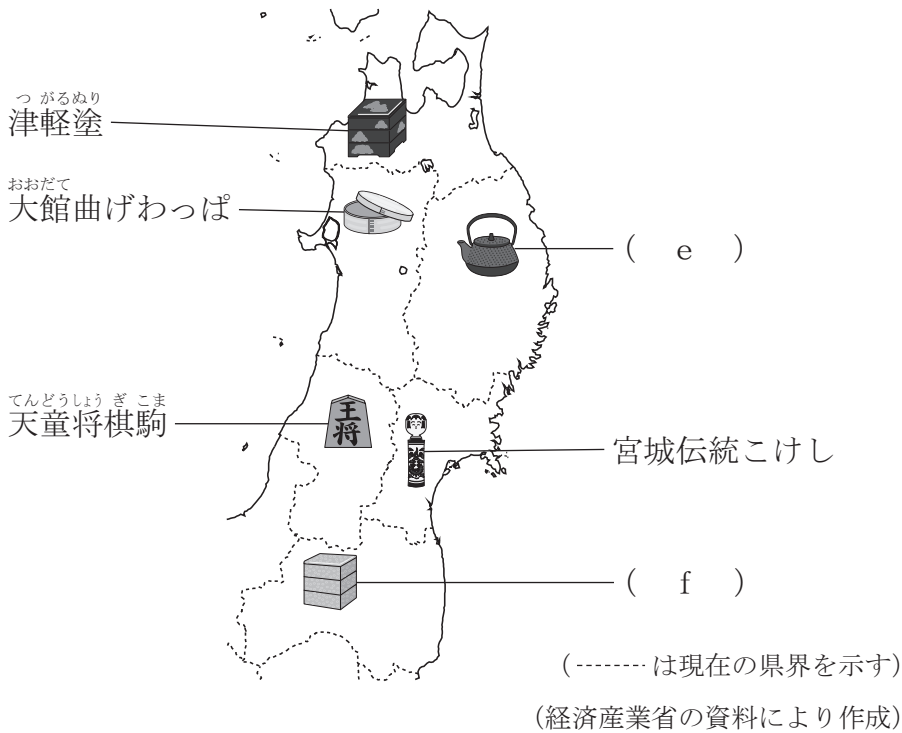 つがるぬり
津軽塗
おおだて
大館曲げわっぱ
( e )
てんどうしょうぎこま
天童将棋駒
王将
宮城伝統こけし
( f )
(-------は現在の県界を示す)
(経済産業省の資料により作成)